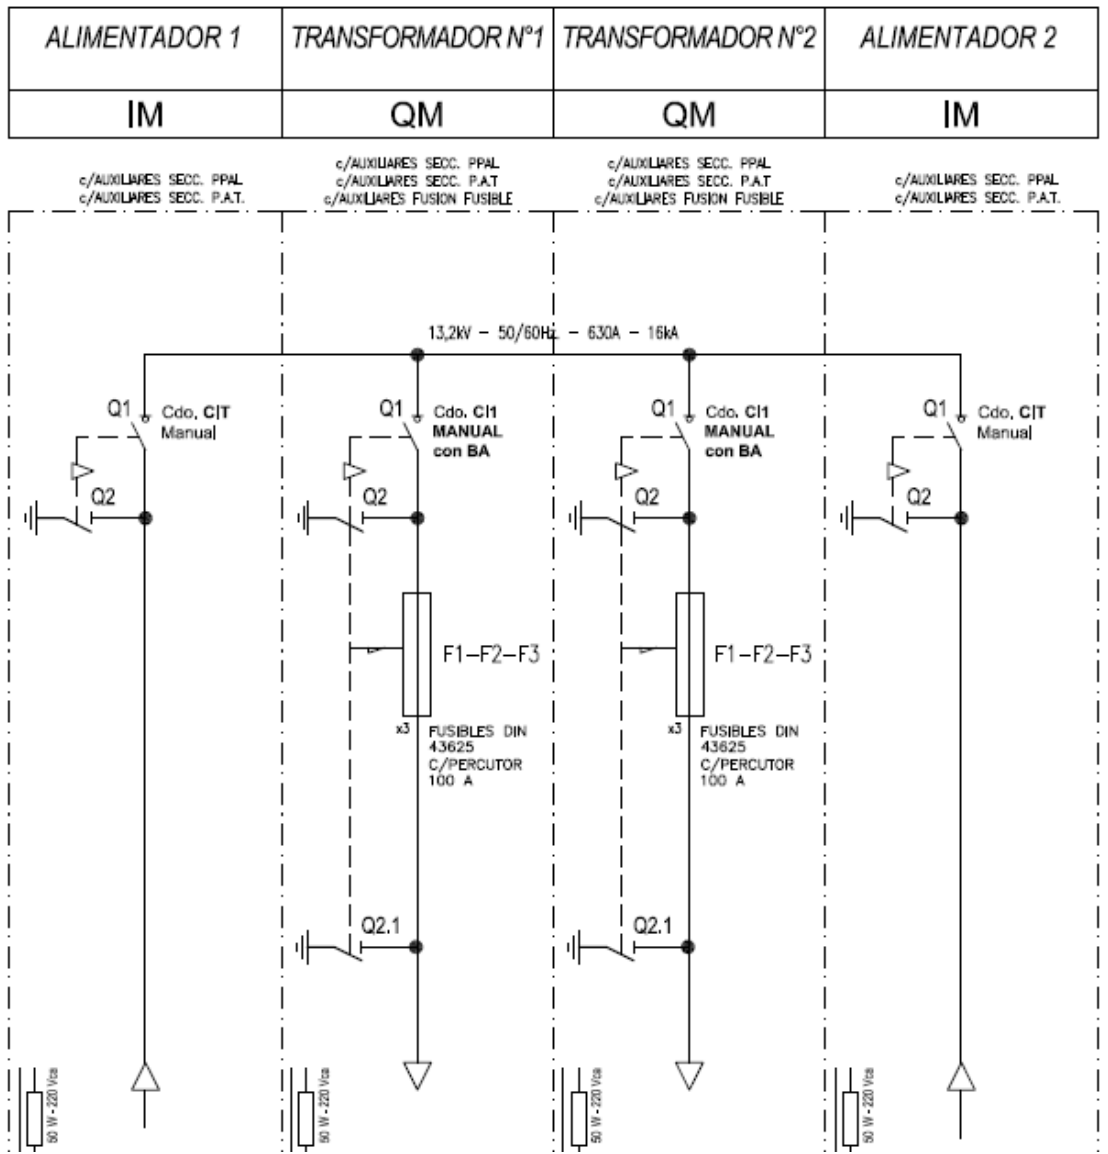 ALIMENTADOR 1
TRANSFORMADOR N°1
TRANSFORMADOR N°2
ALIMENTADOR 2
IM
QM
QM
IM
c/AUXILIARES SECC. PPAL
c/AUXILIARES SECC. P.A.T.
c/AUXILIARES SECC. PPAL
c/AUXILIARES SECC. P.A.T
c/AUXILIARES FUSION FUSIBLE
c/AUXILIARES SECC. PPAL
c/AUXILIARES SECC. P.A.T
c/AUXILIARES FUSION FUSIBLE
c/AUXILIARES SECC. PPAL
c/AUXILIARES SECC. P.A.T.
13,2kV - 50/60Hz. - 630A - 16kA
Q1
Cdo. CIT
Manual
Q2
Q1
Cdo. CI1
MANUAL
con BA
Q2
F1-F2-F3
x3
FUSIBLES DIN
43625
C/PERCUTOR
100 A
Q2.1
Q1
Cdo. CI1
MANUAL
con BA
Q2
F1-F2-F3
x3
FUSIBLES DIN
43625
C/PERCUTOR
100 A
Q2.1
Q1
Cdo. CIT
Manual
Q2
50 W - 220 Vca
50 W - 220 Vca
50 W - 220 Vca
50 W - 220 Vca